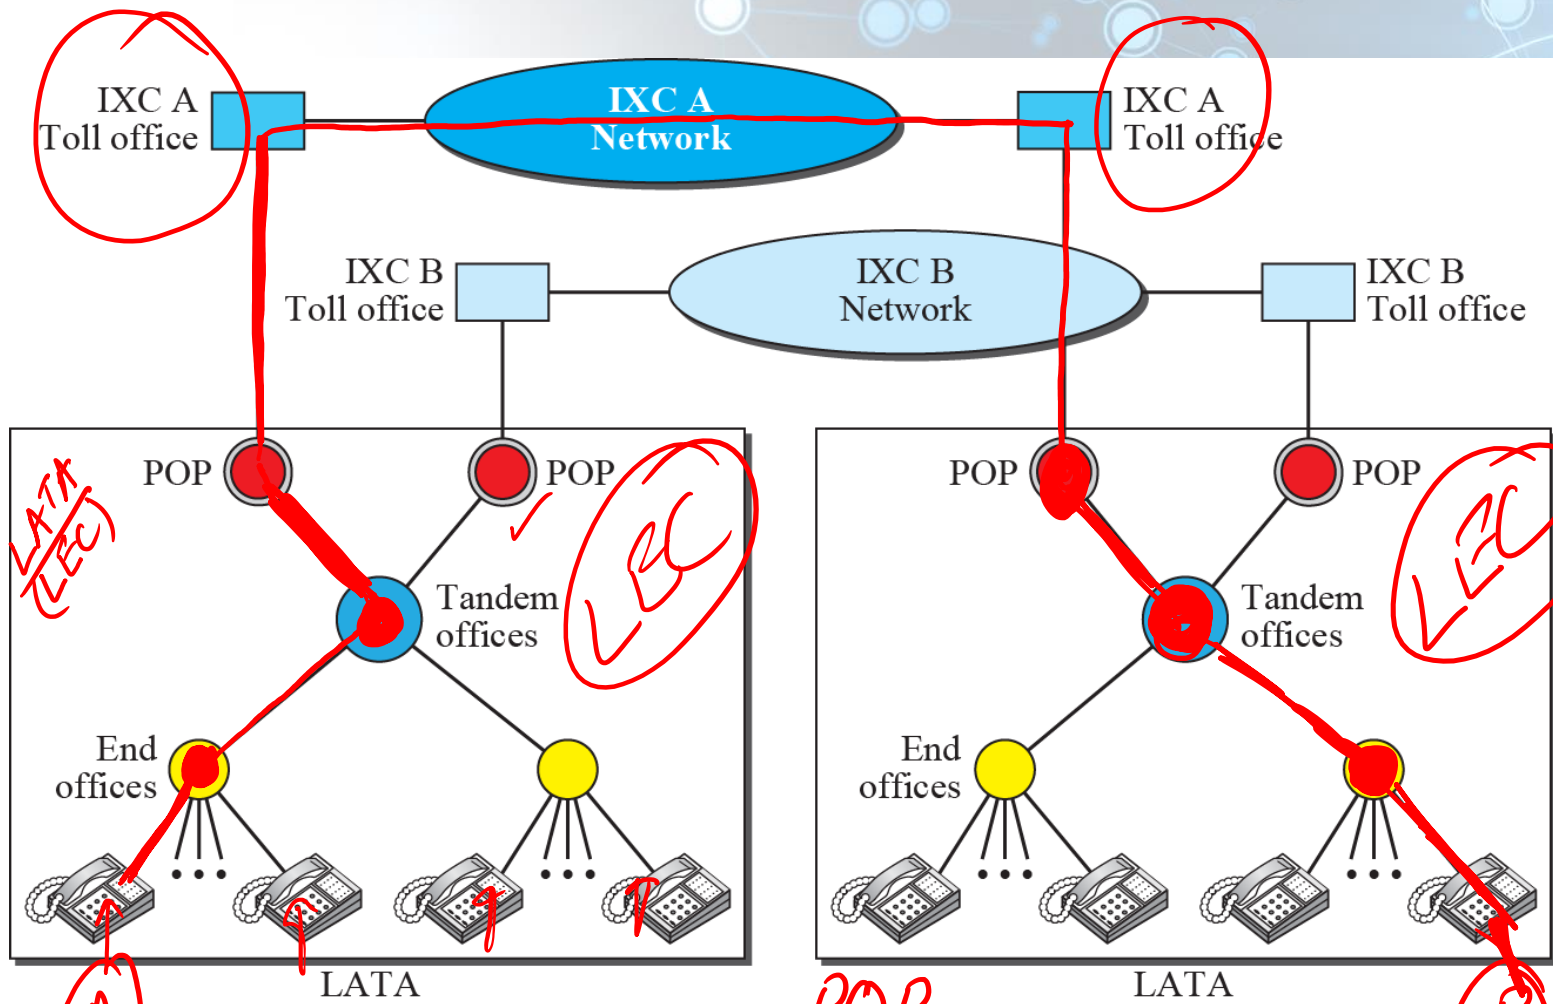 IXC A
Toll office
IXC A
Network
IXC A
Toll office
IXC B
Toll office
IXC B
Network
IXC B
Toll office
POP
POP
POP
POP
LATA
(LEC)
LEC
LEC
Tandem
offices
Tandem
offices
End
offices
End
offices
LATA
LATA
POP